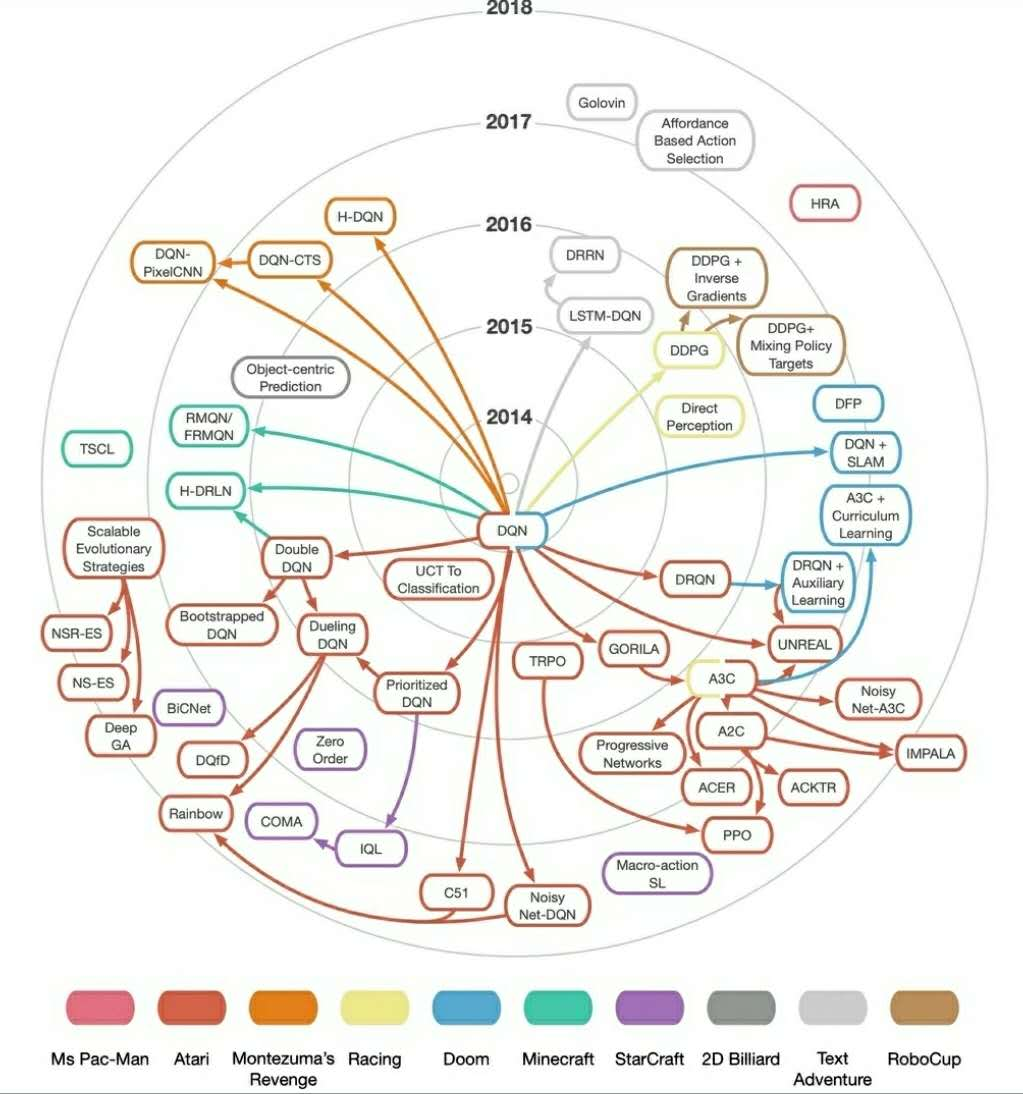 2018
Golovin
2017
Affordance
Based Action
Selection
HRA
H-DQN
2016
DQN-
PixelCNN
DQN-CTS
DRRN
DDPG +
Inverse
Gradients
LSTM-DQN
2015
DDPG
DDPG+
Mixing Policy
Targets
Object-centric
Prediction
DFP
RMQN/
FRMQN
2014
Direct
Perception
TSCL
DQN +
SLAM
H-DRLN
A3C +
Curriculum
Learning
DQN
Scalable
Evolutionary
Strategies
Double
DQN
UCT To
Classification
DRQN
DRQN +
Auxiliary
Learning
Bootstrapped
DQN
Dueling
DQN
NSR-ES
GORILA
UNREAL
TRPO
NS-ES
Prioritized
DQN
A3C
Noisy
Net-A3C
BiCNet
Deep
GA
A2C
Zero
Order
Progressive
Networks
IMPALA
DQfD
ACER
ACKTR
Rainbow
COMA
PPO
IQL
Macro-action
SL
C51
Noisy
Net-DQN
Ms Pac-Man
Atari
Montezuma's
Revenge
Racing
Doom
Minecraft
StarCraft
2D Billiard
Text
Adventure
RoboCup